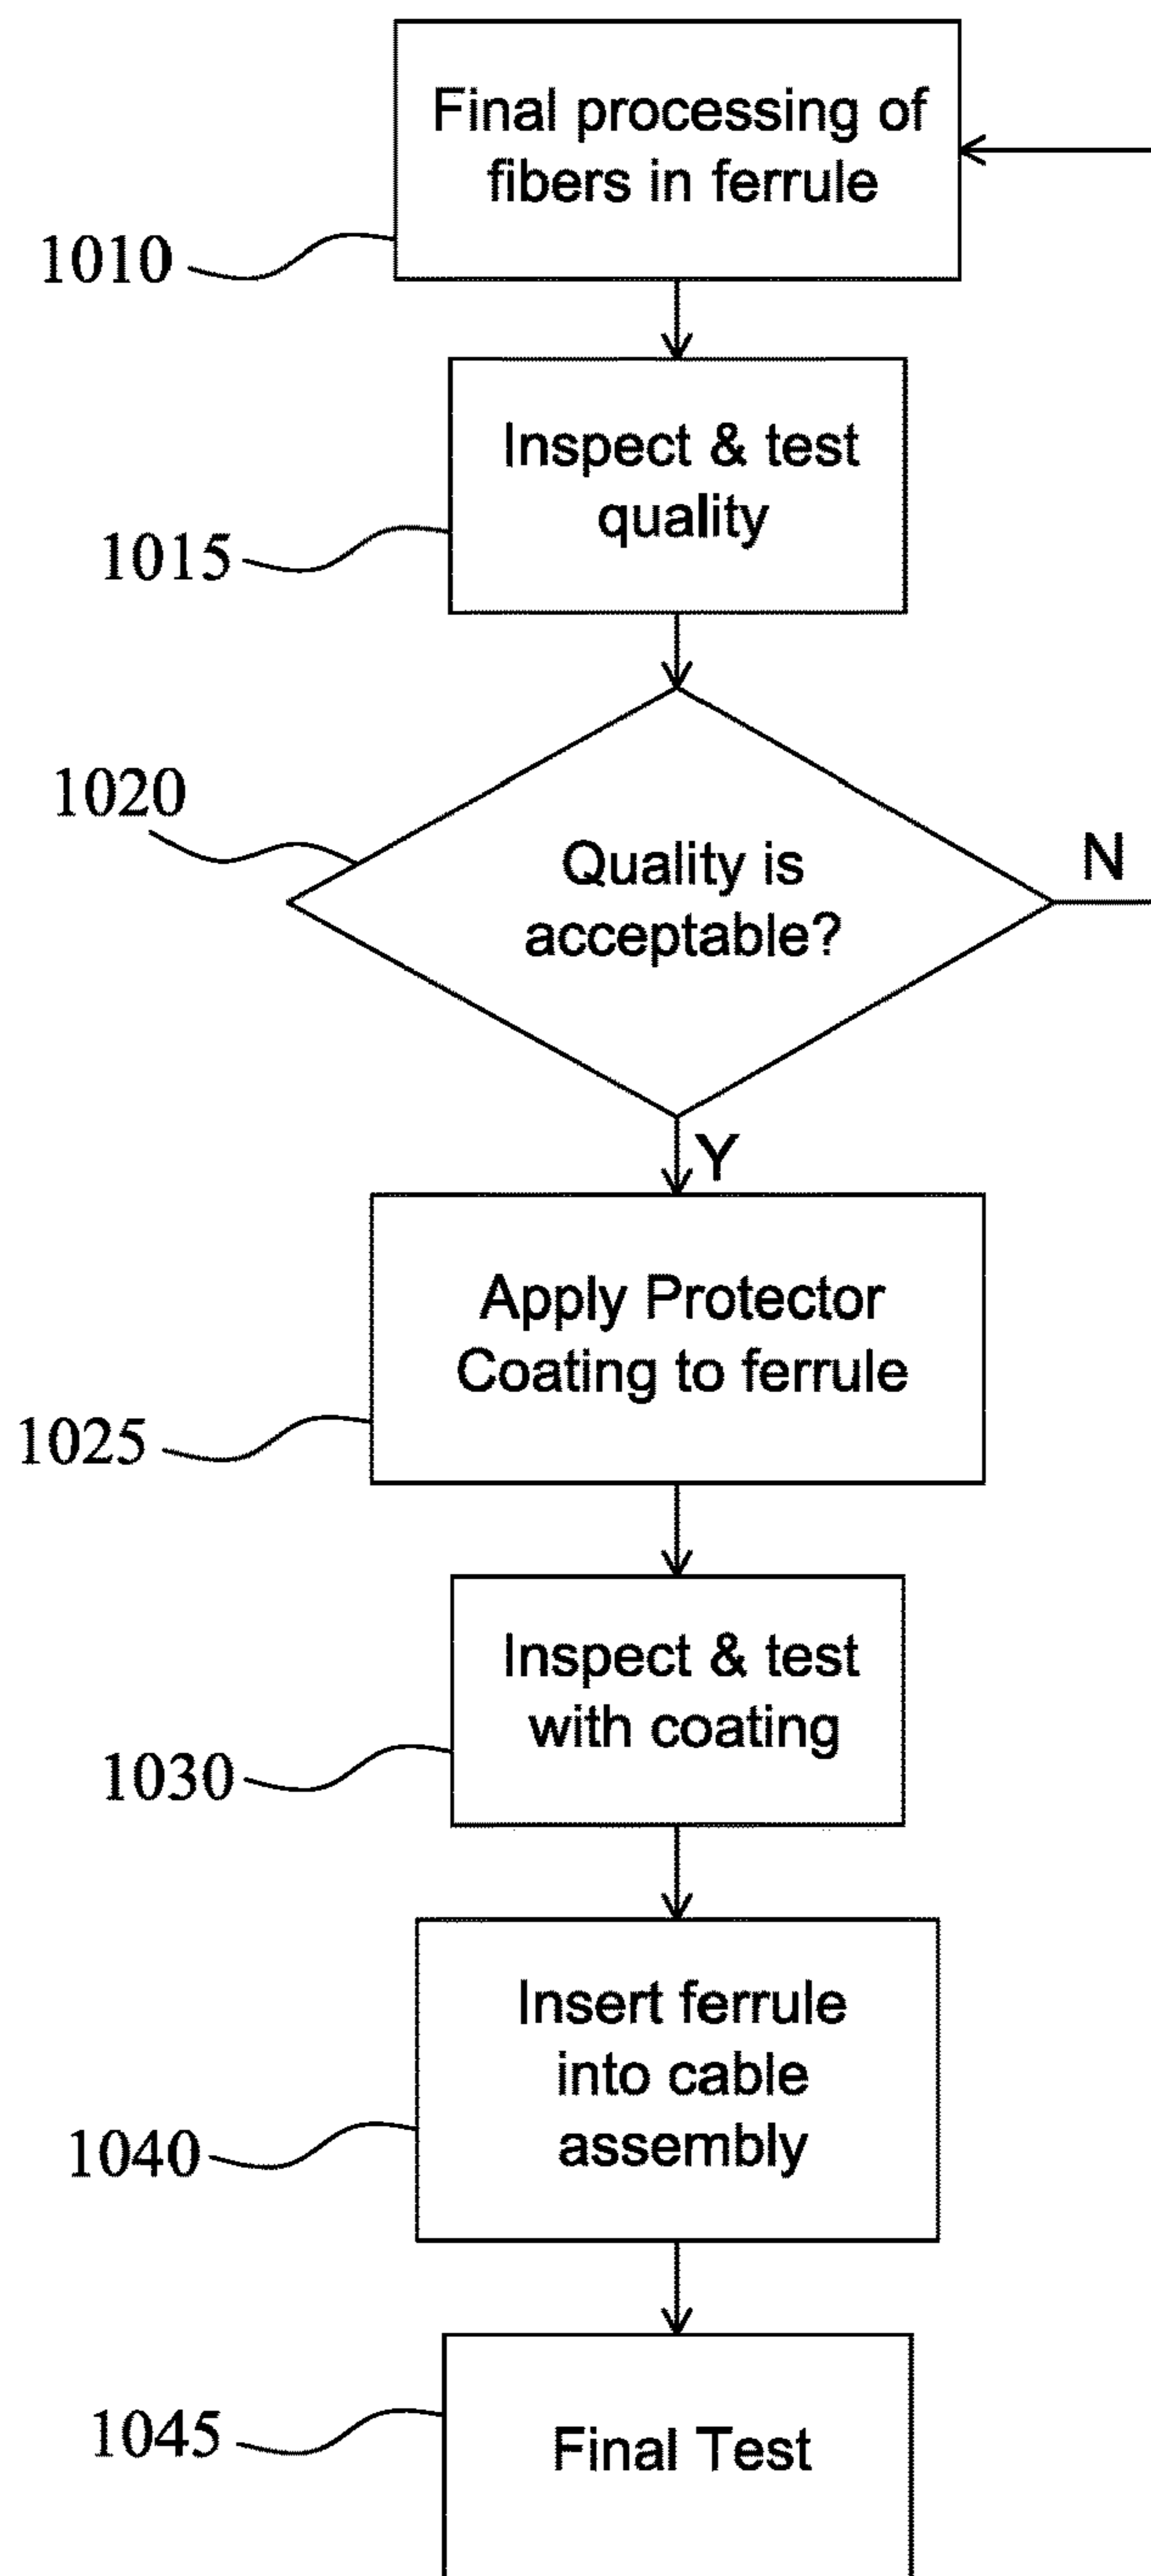 Final processing of
fibers in ferrule
1010
Inspect & test
quality
1015
1020
Quality is
acceptable?
N
Y
Apply Protector
Coating to ferrule
1025
Inspect & test
with coating
1030
Insert ferrule
into cable
assembly
1040
1045
Final Test